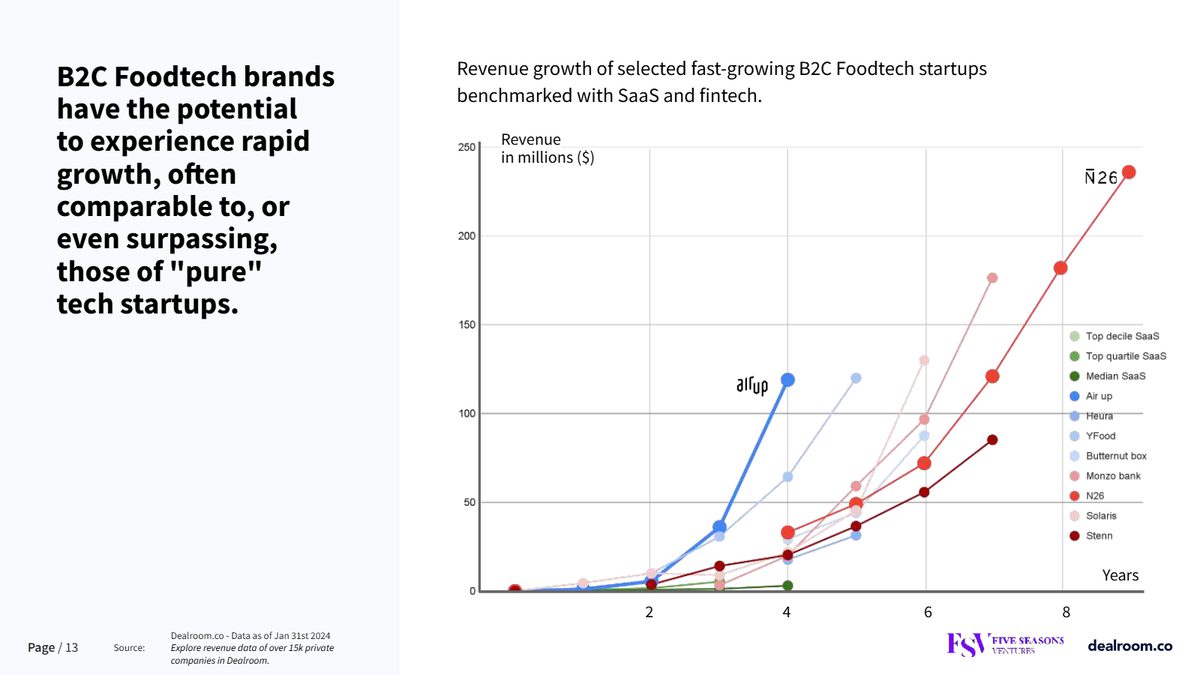 B2C Foodtech brands
have the potential
to experience rapid
growth, often
comparable to, or
even surpassing,
those of "pure"
tech startups.
Revenue growth of selected fast-growing B2C Foodtech startups
benchmarked with SaaS and fintech.
Revenue
in millions ($)
250
200
150
100
50
0
N26
air up
Top decile SaaS
Top quartile SaaS
Median SaaS
Air up
Heura
YFood
Butternut box
Monzo bank
N26
Solaris
Stenn
Years
2
4
6
8
Page / 13
Source:
Dealroom.co - Data as of Jan 31st 2024
Explore revenue data of over 15k private
companies in Dealroom.
FSV FIVE SEASONS
VENTURES
dealroom.co